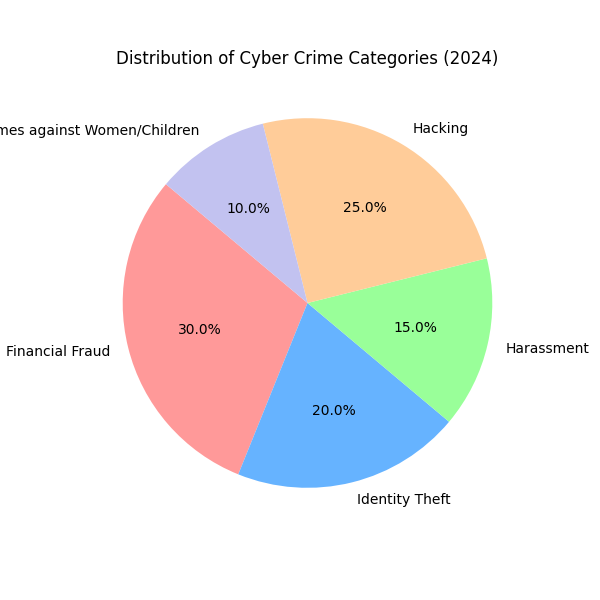 Distribution of Cyber Crime Categories (2024)
against Women/Children
Hacking
10.0%
25.0%
30.0%
15.0%
Financial Fraud
Harassment
20.0%
Identity Theft